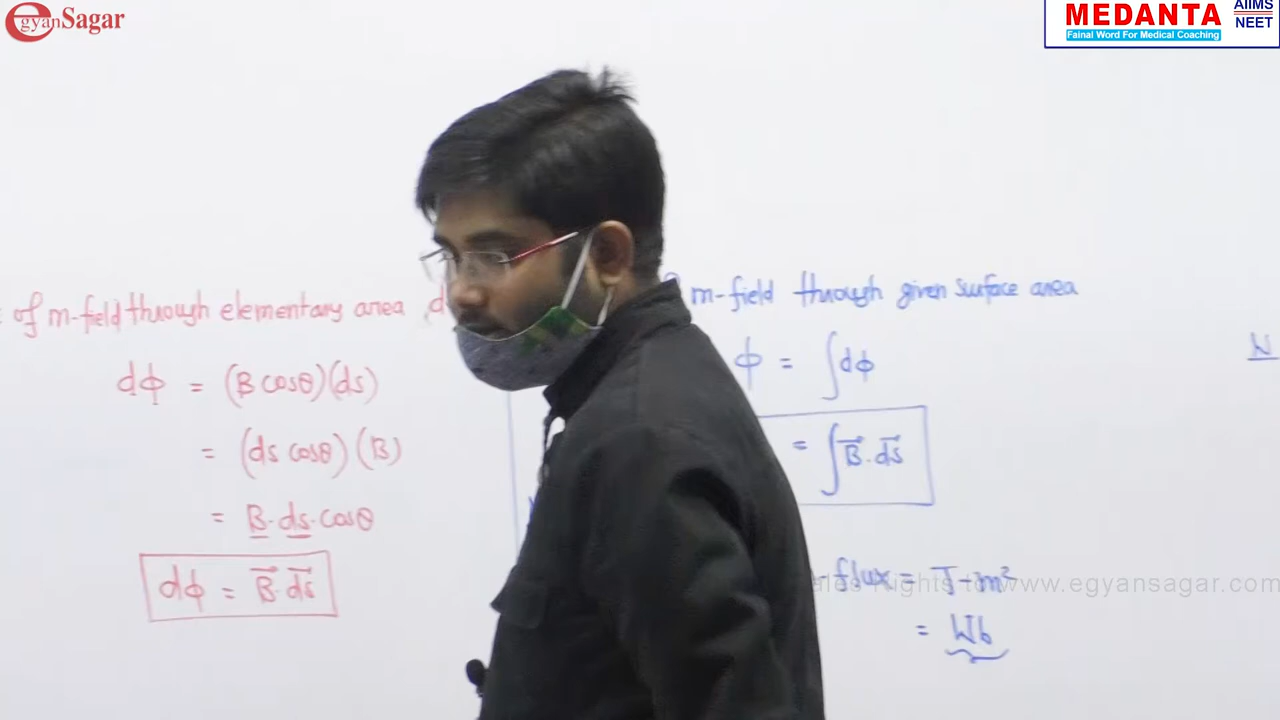 egyanSagar
MEDANTA
AIIMS
NEET
Fainal Word For Medical Coaching
of m-field through elementary area
dϕ = (B cosθ)(ds)
= (ds cosθ) (B)
= B·ds·cosθ
dϕ = B⃗·ds⃗
m-field through given surface area
ϕ = ∫dϕ
= ∫B⃗·ds⃗
flux = T-m²
= Wb
www.egyansagar.com
N